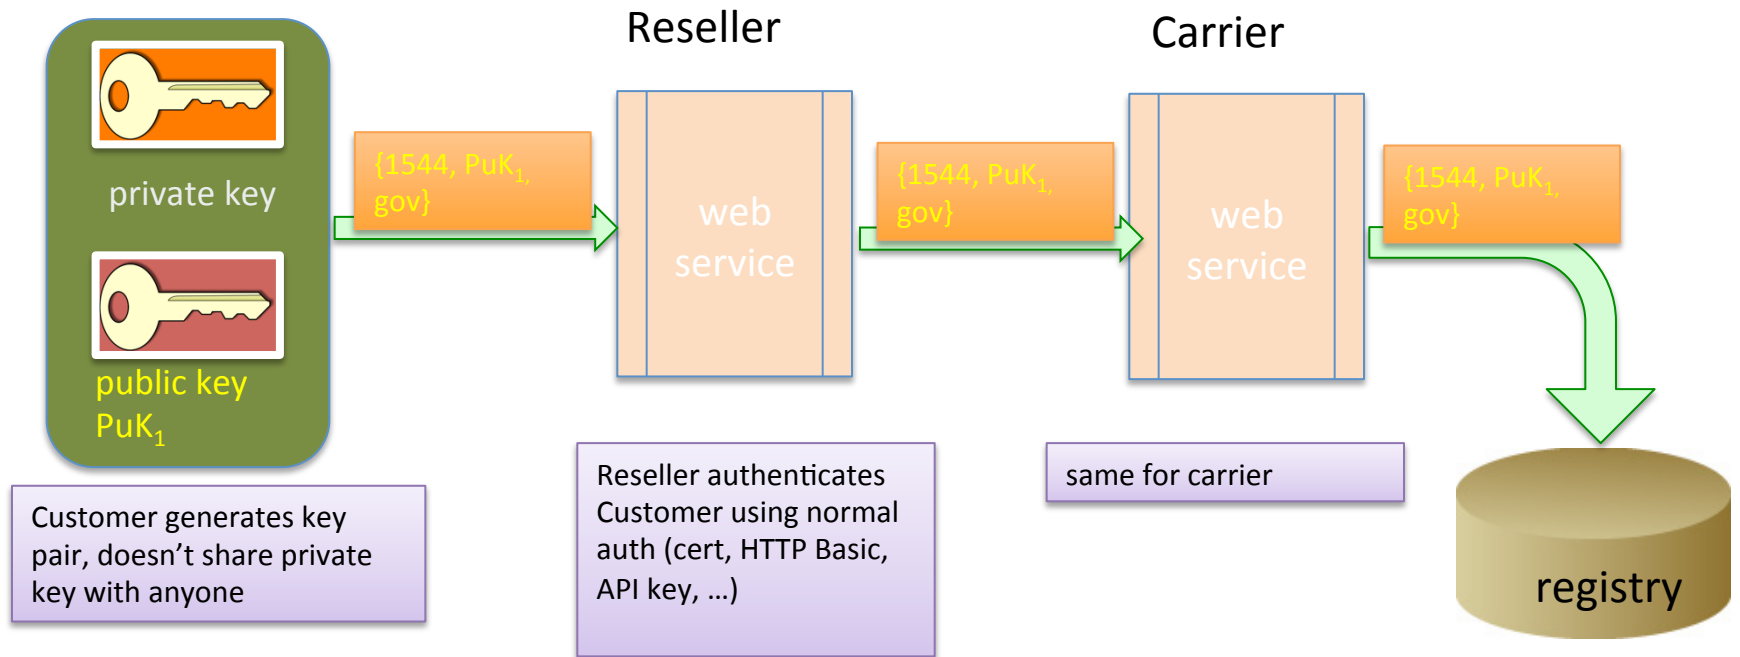 Reseller
Carrier
private key
public key
PuK1
{1544, PuK1,
gov}
web
service
{1544, PuK1,
gov}
web
service
{1544, PuK1,
gov}
Customer generates key
pair, doesn’t share private
key with anyone
Reseller authenticates
Customer using normal
auth (cert, HTTP Basic,
API key, …)
same for carrier
registry